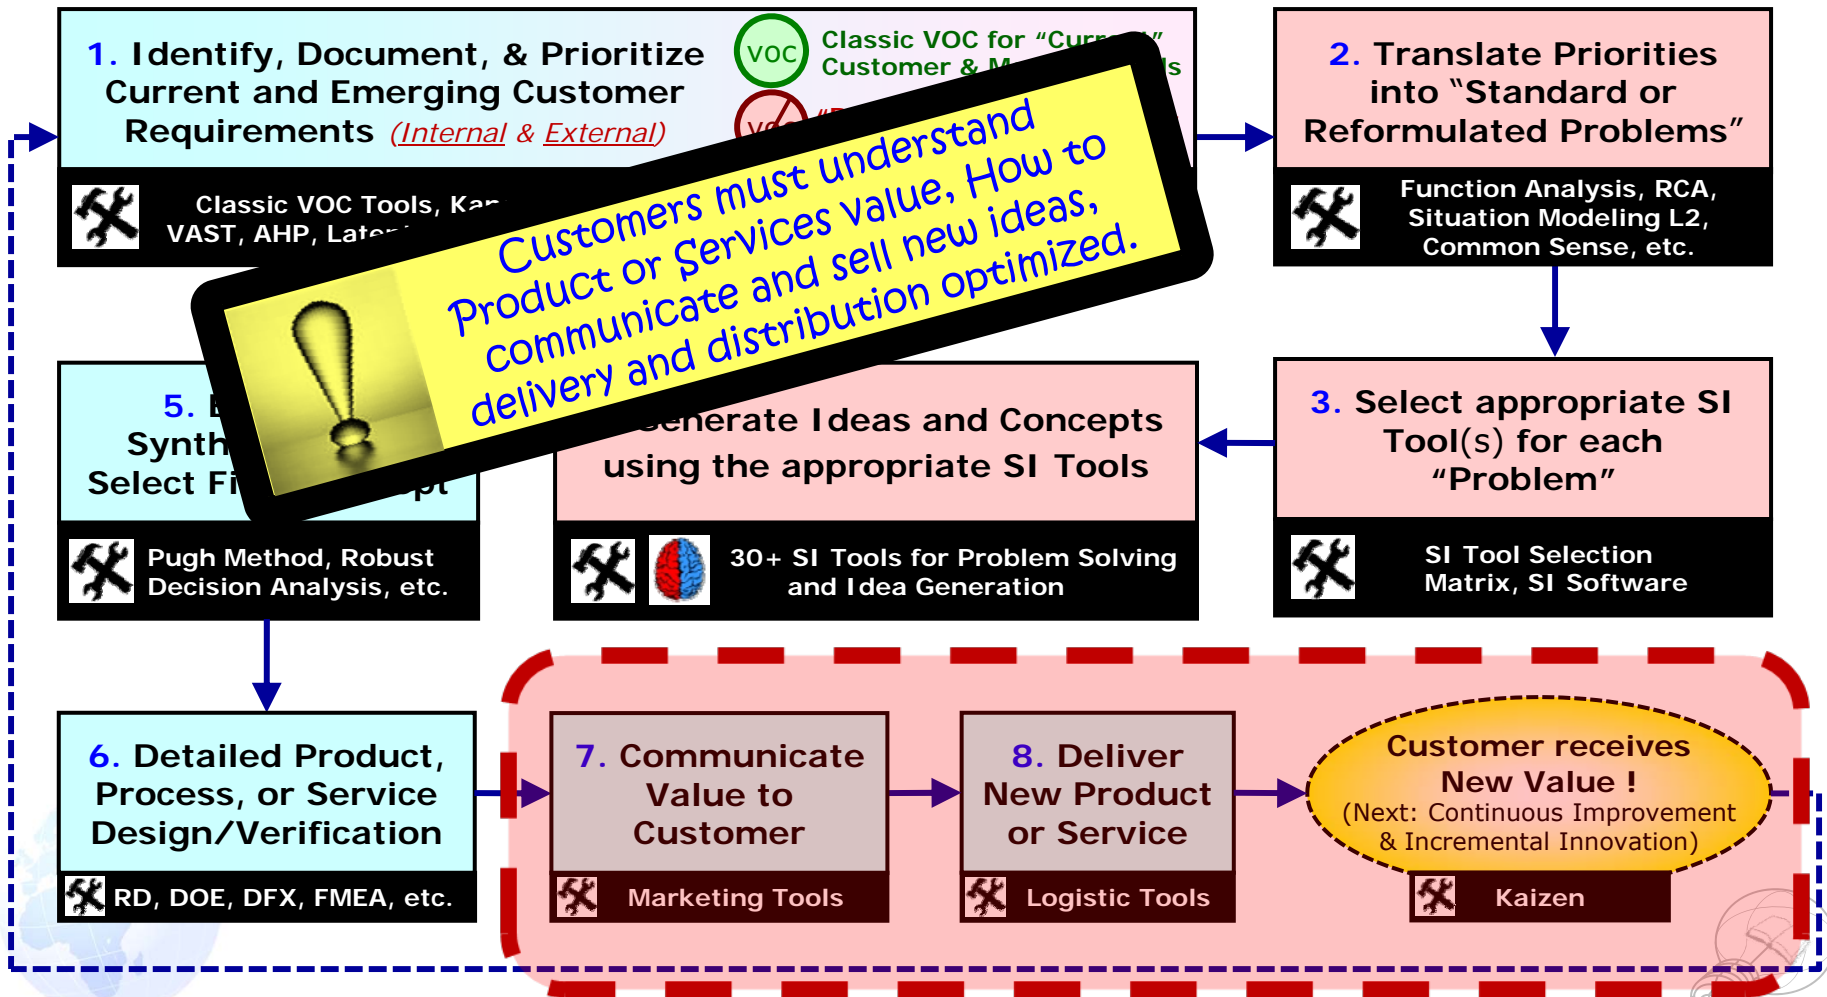 1. Identify, Document, & Prioritize
Current and Emerging Customer
Requirements (Internal & External)
VOC
Classic VOC for
Customer &
Classic VOC Tools,
VAST, AHP,
2. Translate Priorities
into “Standard or
Reformulated Problems”
Function Analysis, RCA,
Situation Modeling L2,
Common Sense, etc.
Customers must understand
Product or Services value, How to
communicate and sell new ideas,
delivery and distribution optimized.
3. Select appropriate SI
Tool(s) for each
“Problem”
SI Tool Selection
Matrix, SI Software
Generate Ideas and Concepts
using the appropriate SI Tools
30+ SI Tools for Problem Solving
and Idea Generation
5.
Select
Pugh Method, Robust
Decision Analysis, etc.
6. Detailed Product,
Process, or Service
Design/Verification
RD, DOE, DFX, FMEA, etc.
7. Communicate
Value to
Customer
Marketing Tools
8. Deliver
New Product
or Service
Logistic Tools
Customer receives
New Value !
(Next: Continuous Improvement
& Incremental Innovation)
Kaizen